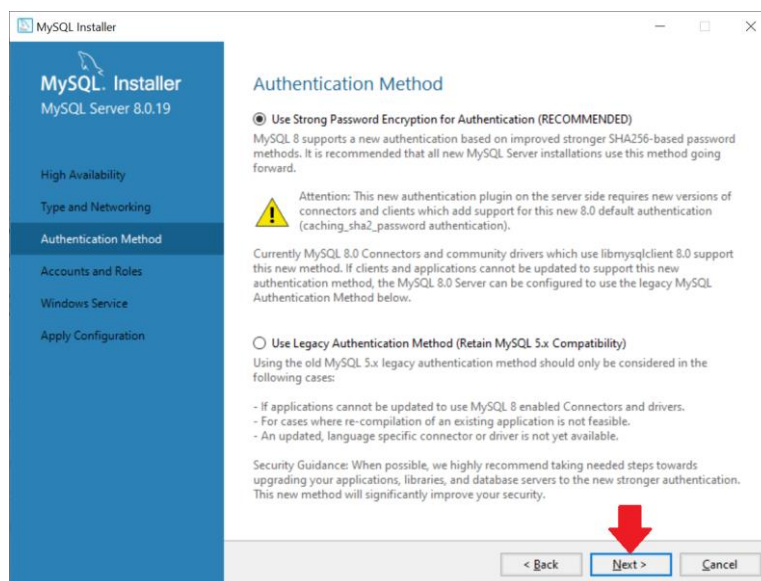 MySQL Installer
MySQL. Installer
MySQL Server 8.0.19
High Availability
Type and Networking
Authentication Method
Accounts and Roles
Windows Service
Apply Configuration
Authentication Method
Use Strong Password Encryption for Authentication (RECOMMENDED)
MySQL 8 supports a new authentication based on improved stronger SHA256-based password
methods. It is recommended that all new MySQL Server installations use this method going
forward.
Attention: This new authentication plugin on the server side requires new versions of
connectors and clients which add support for this new 8.0 default authentication
(caching_sha2_password authentication).
Currently MySQL 8.0 Connectors and community drivers which use libmysqlclient 8.0 support
this new method. If clients and applications cannot be updated to support this new
authentication method, the MySQL 8.0 Server can be configured to use the legacy MySQL
Authentication Method below.
Use Legacy Authentication Method (Retain MySQL 5.x Compatibility)
Using the old MySQL 5.x legacy authentication method should only be considered in the
following cases:
- If applications cannot be updated to use MySQL 8 enabled Connectors and drivers.
- For cases where re-compilation of an existing application is not feasible.
- An updated, language specific connector or driver is not yet available.
Security Guidance: When possible, we highly recommend taking needed steps towards
upgrading your applications, libraries, and database servers to the new stronger authentication.
This new method will significantly improve your security.
< Back
Next >
Cancel